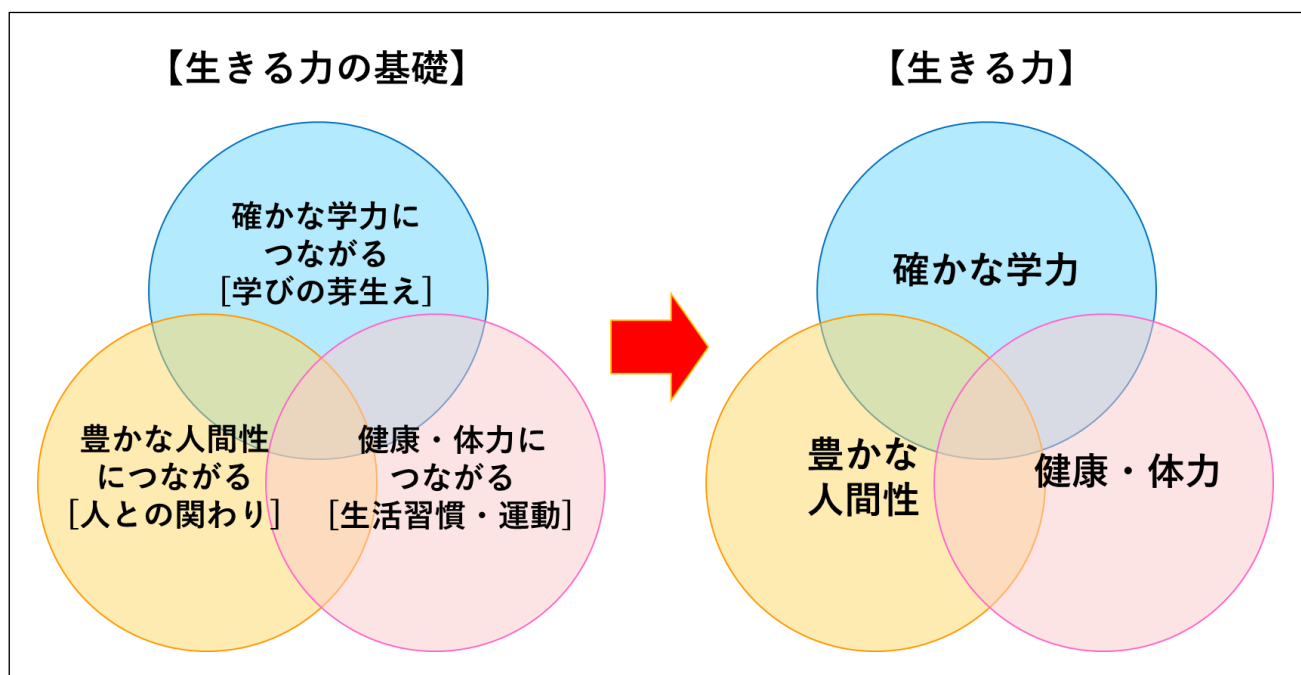 【生きる力の基礎】
確かな学力に
つながる
[学びの芽生え]
豊かな人間性
につながる
[人との関わり]
健康・体力に
つながる
[生活習慣・運動]
【生きる力】
確かな学力
豊かな
人間性
健康・体力